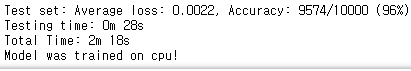 Test set: Average loss: 0.0022, Accuracy: 9574/10000 (96%)
Testing time: 0m 28s
Total Time: 2m 18s
Model was trained on cpu!